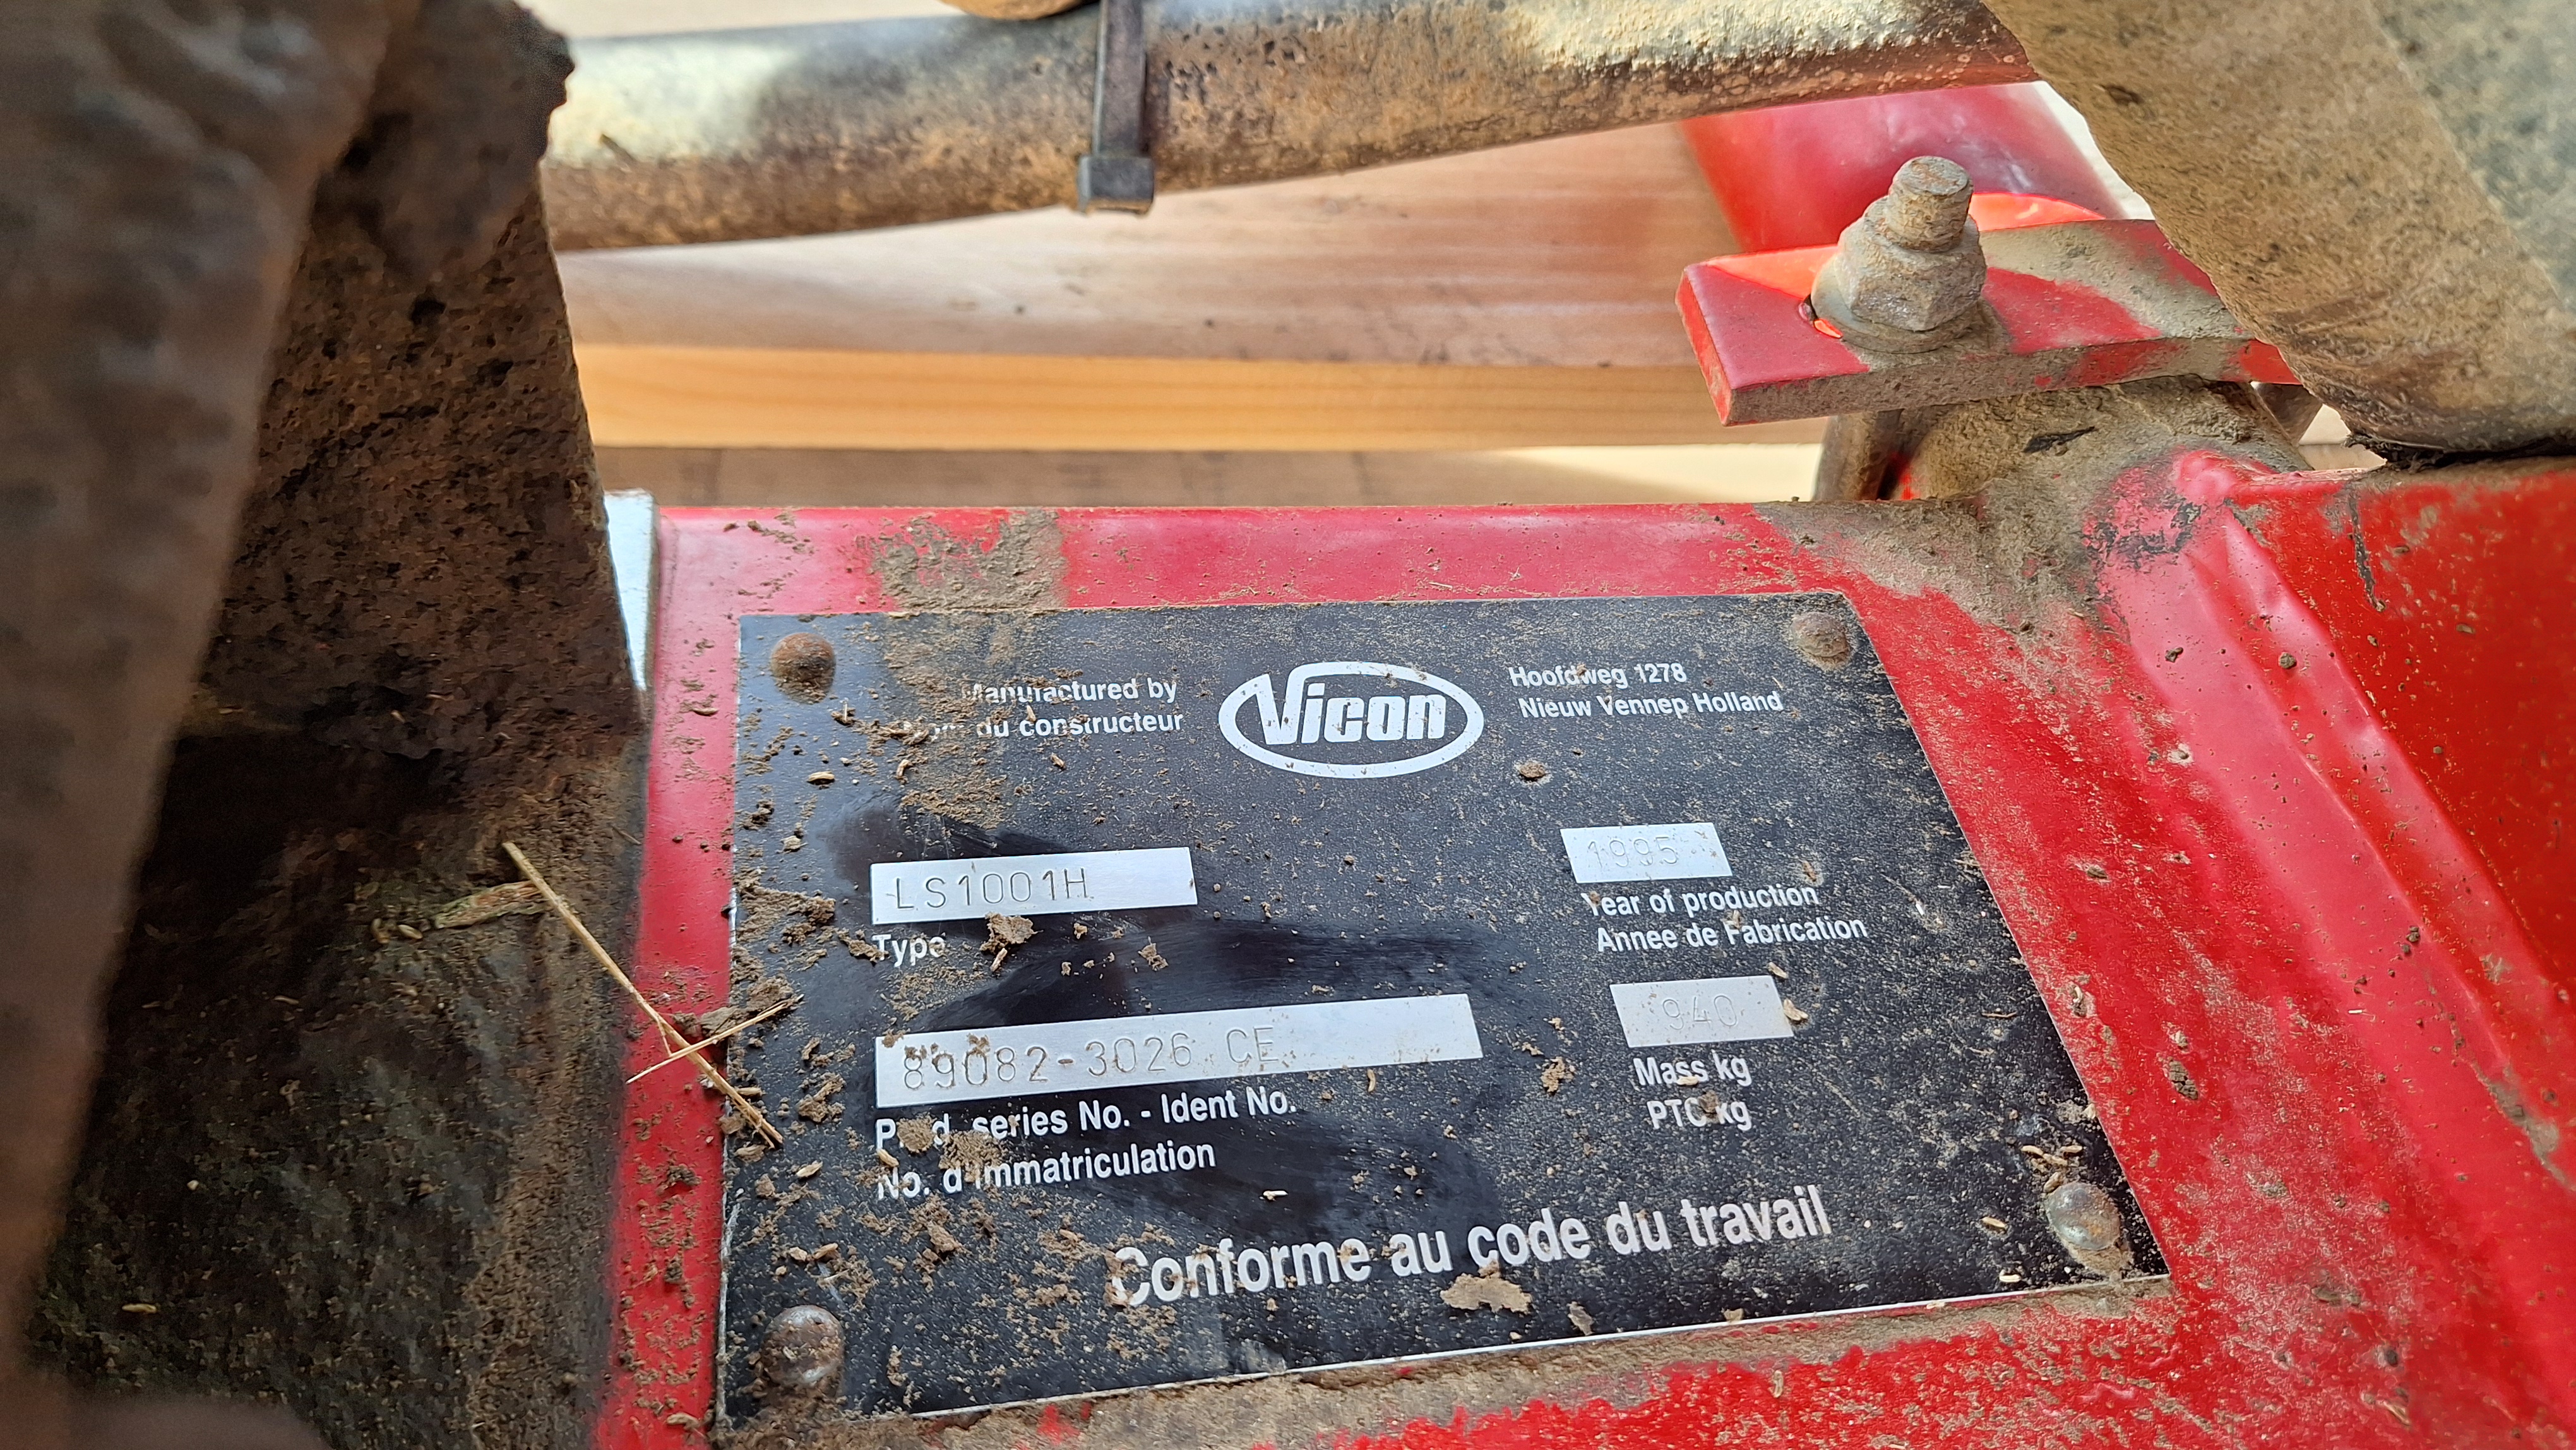 Manufactured by
Nom du constructeur
Vicon
Hoofdweg 1278
Nieuw Vennep Holland
LS1001H
Type
1995
Year of production
Annee de Fabrication
89082-3026 CE
Prod. series No. - Ident No.
No. d'immatriculation
940
Mass kg
PTC kg
Conforme au code du travail